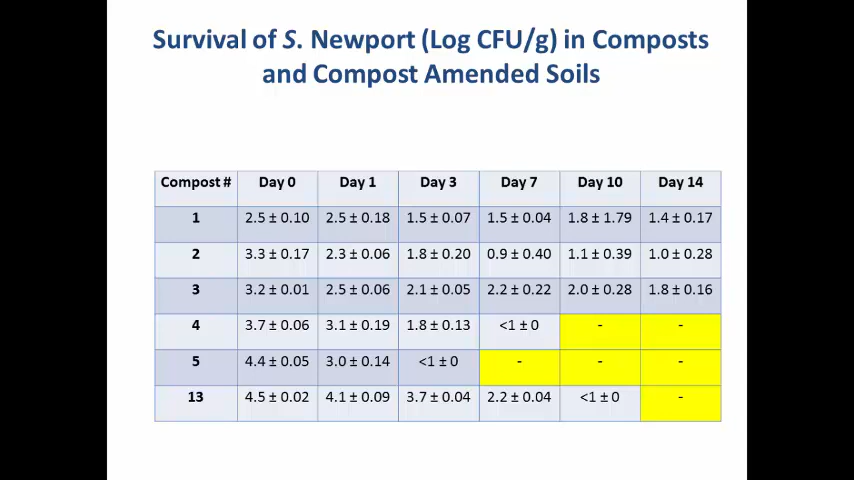 Survival of S. Newport (Log CFU/g) in Composts
and Compost Amended Soils
Compost # Day 0 Day 1 Day 3 Day 7 Day 10 Day 14
1 2.5 ± 0.10 2.5 ± 0.18 1.5 ± 0.07 1.5 ± 0.04 1.8 ± 1.79 1.4 ± 0.17
2 3.3 ± 0.17 2.3 ± 0.06 1.8 ± 0.20 0.9 ± 0.40 1.1 ± 0.39 1.0 ± 0.28
3 3.2 ± 0.01 2.5 ± 0.06 2.1 ± 0.05 2.2 ± 0.22 2.0 ± 0.28 1.8 ± 0.16
4 3.7 ± 0.06 3.1 ± 0.19 1.8 ± 0.13 <1 ± 0 - -
5 4.4 ± 0.05 3.0 ± 0.14 <1 ± 0 - - -
13 4.5 ± 0.02 4.1 ± 0.09 3.7 ± 0.04 2.2 ± 0.04 <1 ± 0 -